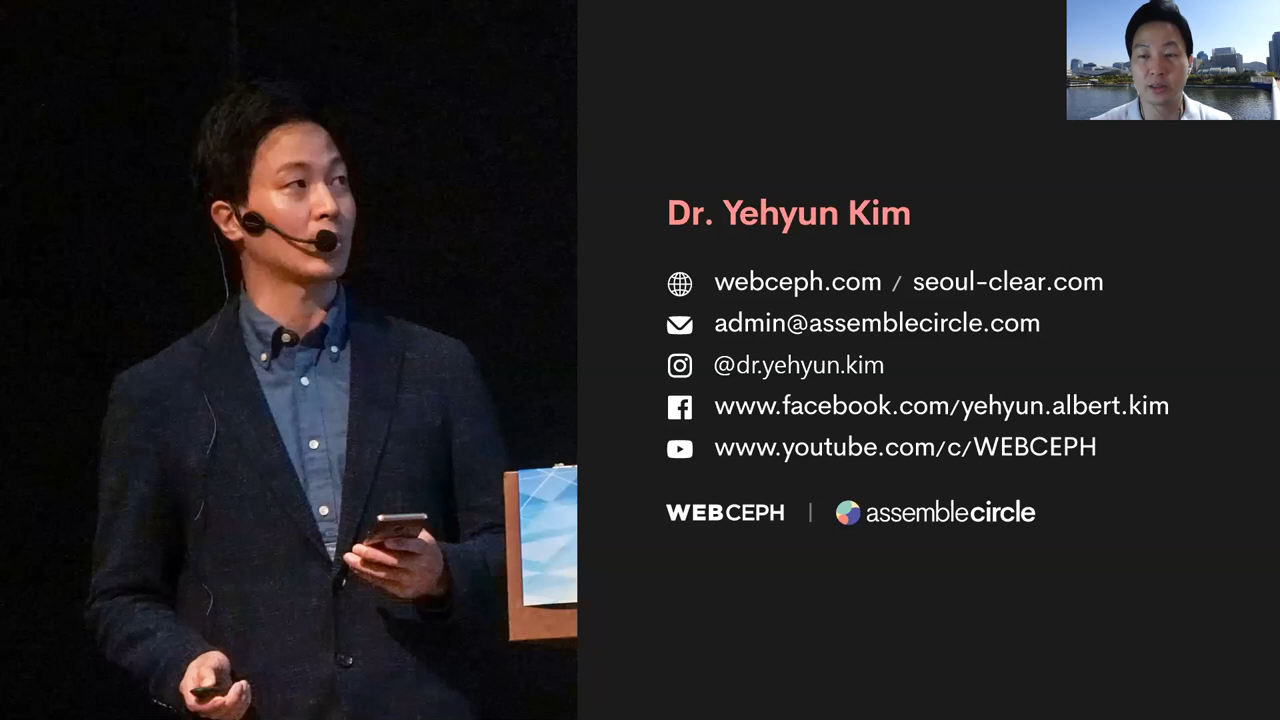 Dr. Yehyun Kim
webceph.com / seoul-clear.com
admin@assemblecircle.com
@dr.yehyun.kim
www.facebook.com/yehyun.albert.kim
www.youtube.com/c/WEBCEPH
WEBCEPH | assemblecircle